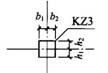 b₁ b₂
KZ3
h₂
h₁